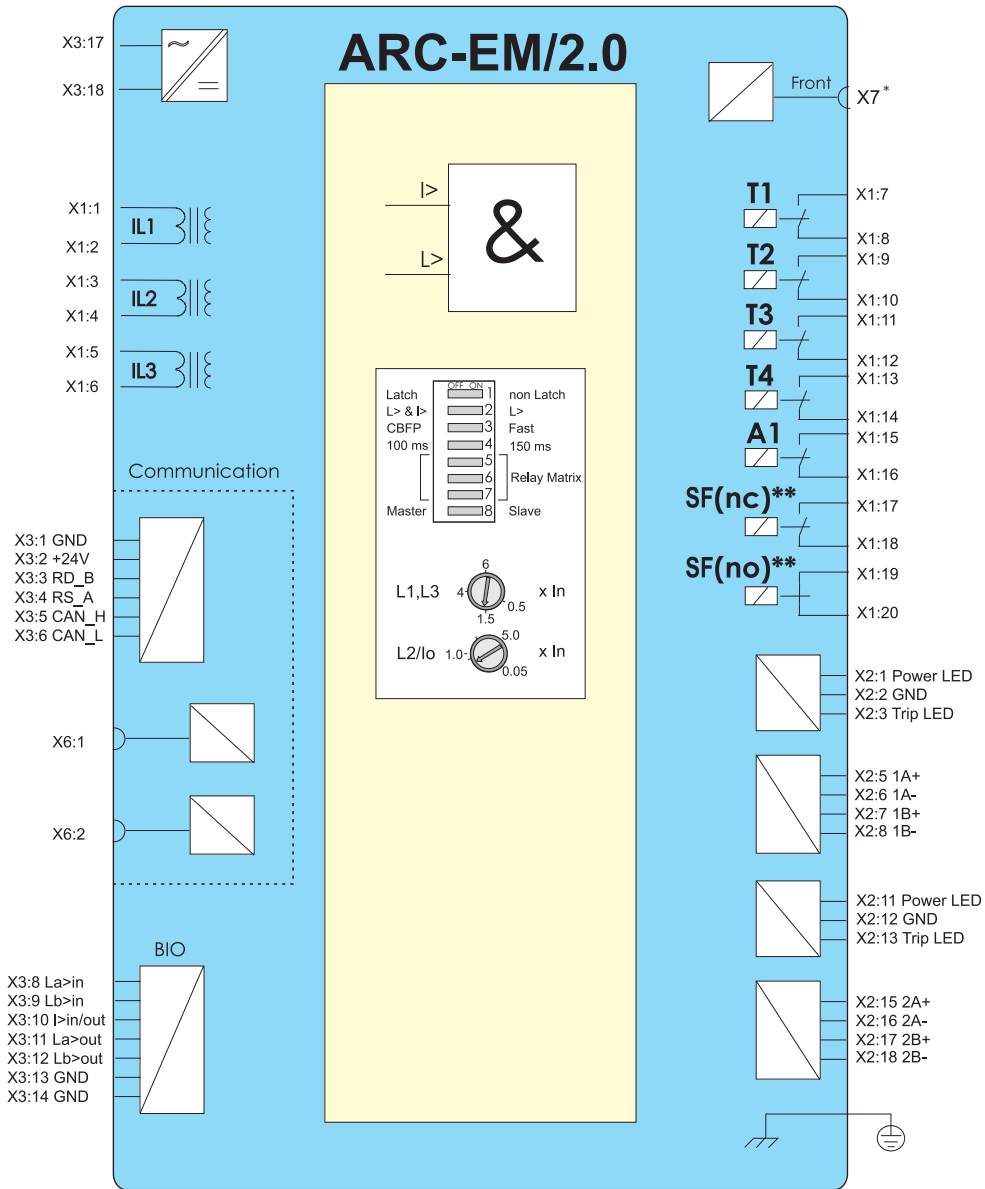 ARC-EM/2.0
X3:17
X3:18
~
=
Front
X7*
I>
L>
&
X1:1
IL1
X1:2
X1:3
IL2
X1:4
X1:5
IL3
X1:6
T1
X1:7
X1:8
T2
X1:9
X1:10
T3
X1:11
X1:12
T4
X1:13
X1:14
A1
X1:15
X1:16
SF(nc)**
X1:17
X1:18
SF(no)**
X1:19
X1:20
OFF ON
Latch 1 non Latch
L> & I> 2 L>
CBFP 3 Fast
100 ms 4 150 ms
5
6 Relay Matrix
7
Master 8 Slave
6
L1,L3 4 0.5 x In
1.5
5.0
L2/Io 1.0 x In
0.05
Communication
X3:1 GND
X3:2 +24V
X3:3 RD_B
X3:4 RS_A
X3:5 CAN_H
X3:6 CAN_L
X6:1
X6:2
BIO
X3:8 La>in
X3:9 Lb>in
X3:10 I>in/out
X3:11 La>out
X3:12 Lb>out
X3:13 GND
X3:14 GND
X2:1 Power LED
X2:2 GND
X2:3 Trip LED
X2:5 1A+
X2:6 1A-
X2:7 1B+
X2:8 1B-
X2:11 Power LED
X2:12 GND
X2:13 Trip LED
X2:15 2A+
X2:16 2A-
X2:17 2B+
X2:18 2B-